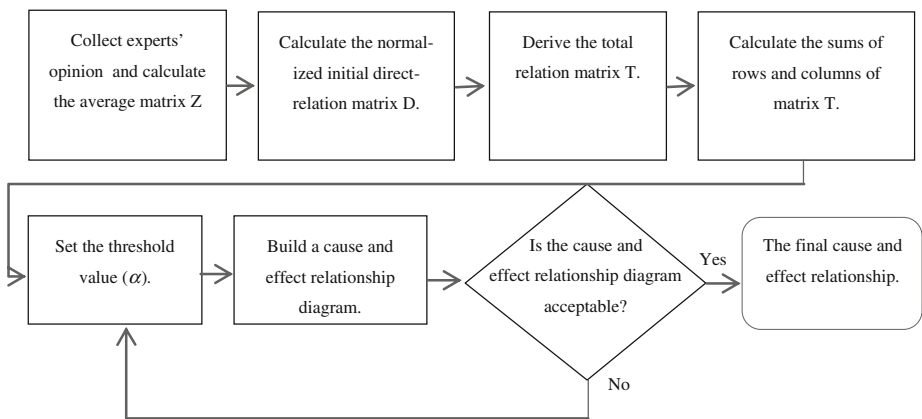 Collect experts'
opinion and calculate
the average matrix Z
Calculate the normal-
ized initial direct-
relation matrix D.
Derive the total
relation matrix T.
Calculate the sums of
rows and columns of
matrix T.
Set the threshold
value (α).
Build a cause and
effect relationship
diagram.
Is the cause and
effect relationship diagram
acceptable?
Yes
The final cause and
effect relationship.
No